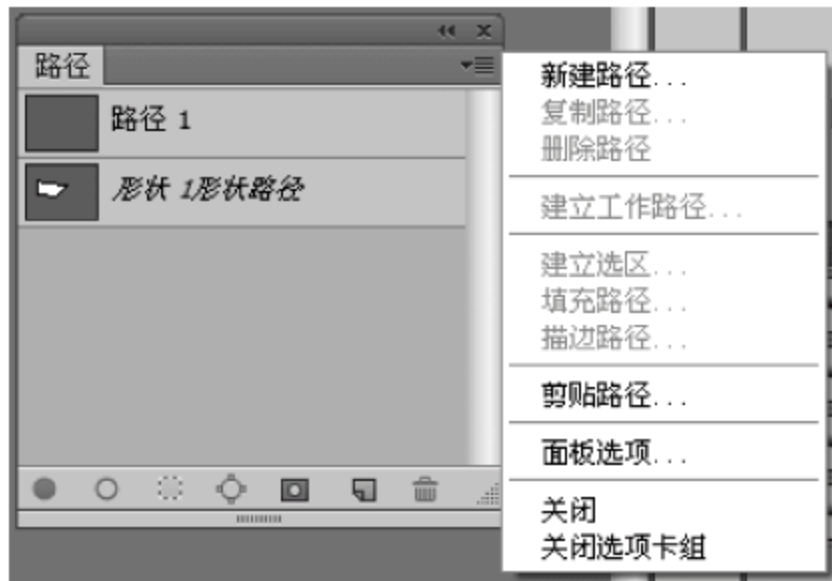 路径
路径 1
形状 1形状路径
新建路径...
复制路径...
删除路径
建立工作路径...
建立选区...
填充路径...
描边路径...
剪贴路径...
面板选项...
关闭
关闭选项卡组